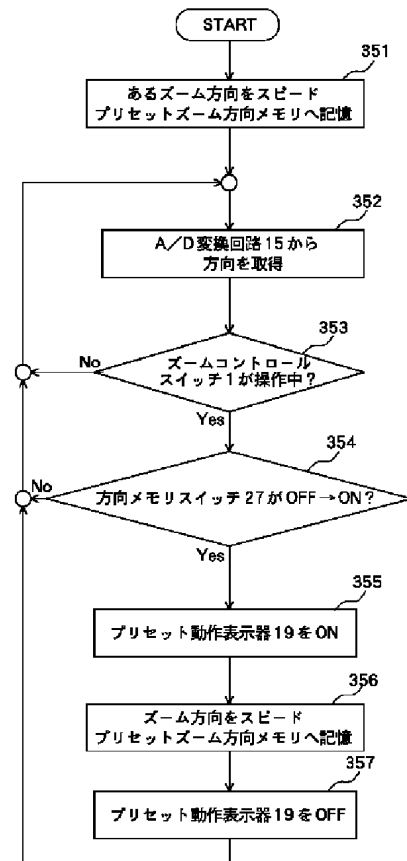 START
351
あるズーム方向をスピード
プリセットズーム方向メモリへ記憶
352
A／D変換回路15から
方向を取得
353
ズームコントロール
スイッチ1が操作中？
No
Yes
354
方向メモリスイッチ27がOFF→ON？
No
Yes
355
プリセット動作表示器19をON
356
ズーム方向をスピード
プリセットズーム方向メモリへ記憶
357
プリセット動作表示器19をOFF